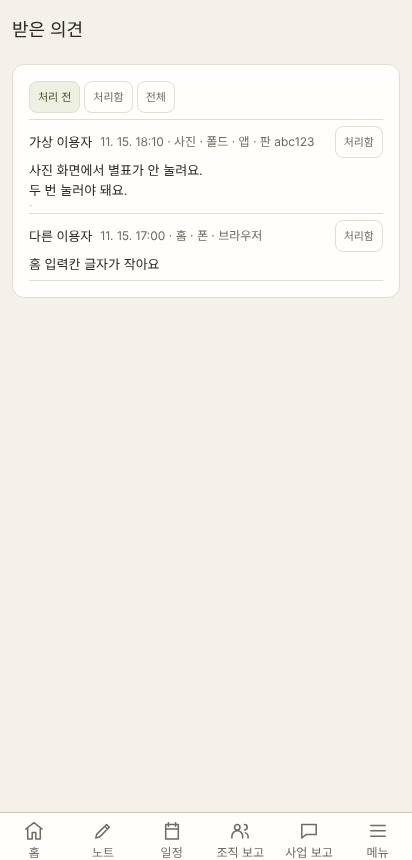 받은 의견
처리 전 처리함 전체
가상 이용자 11. 15. 18:10 · 사진 · 폴드 · 앱 · 판 abc123 처리함
사진 화면에서 별표가 안 눌려요.
두 번 눌러야 돼요.
다른 이용자 11. 15. 17:00 · 홈 · 폰 · 브라우저 처리함
홈 입력칸 글자가 작아요
홈 노트 일정 조직 보고 사업 보고 메뉴